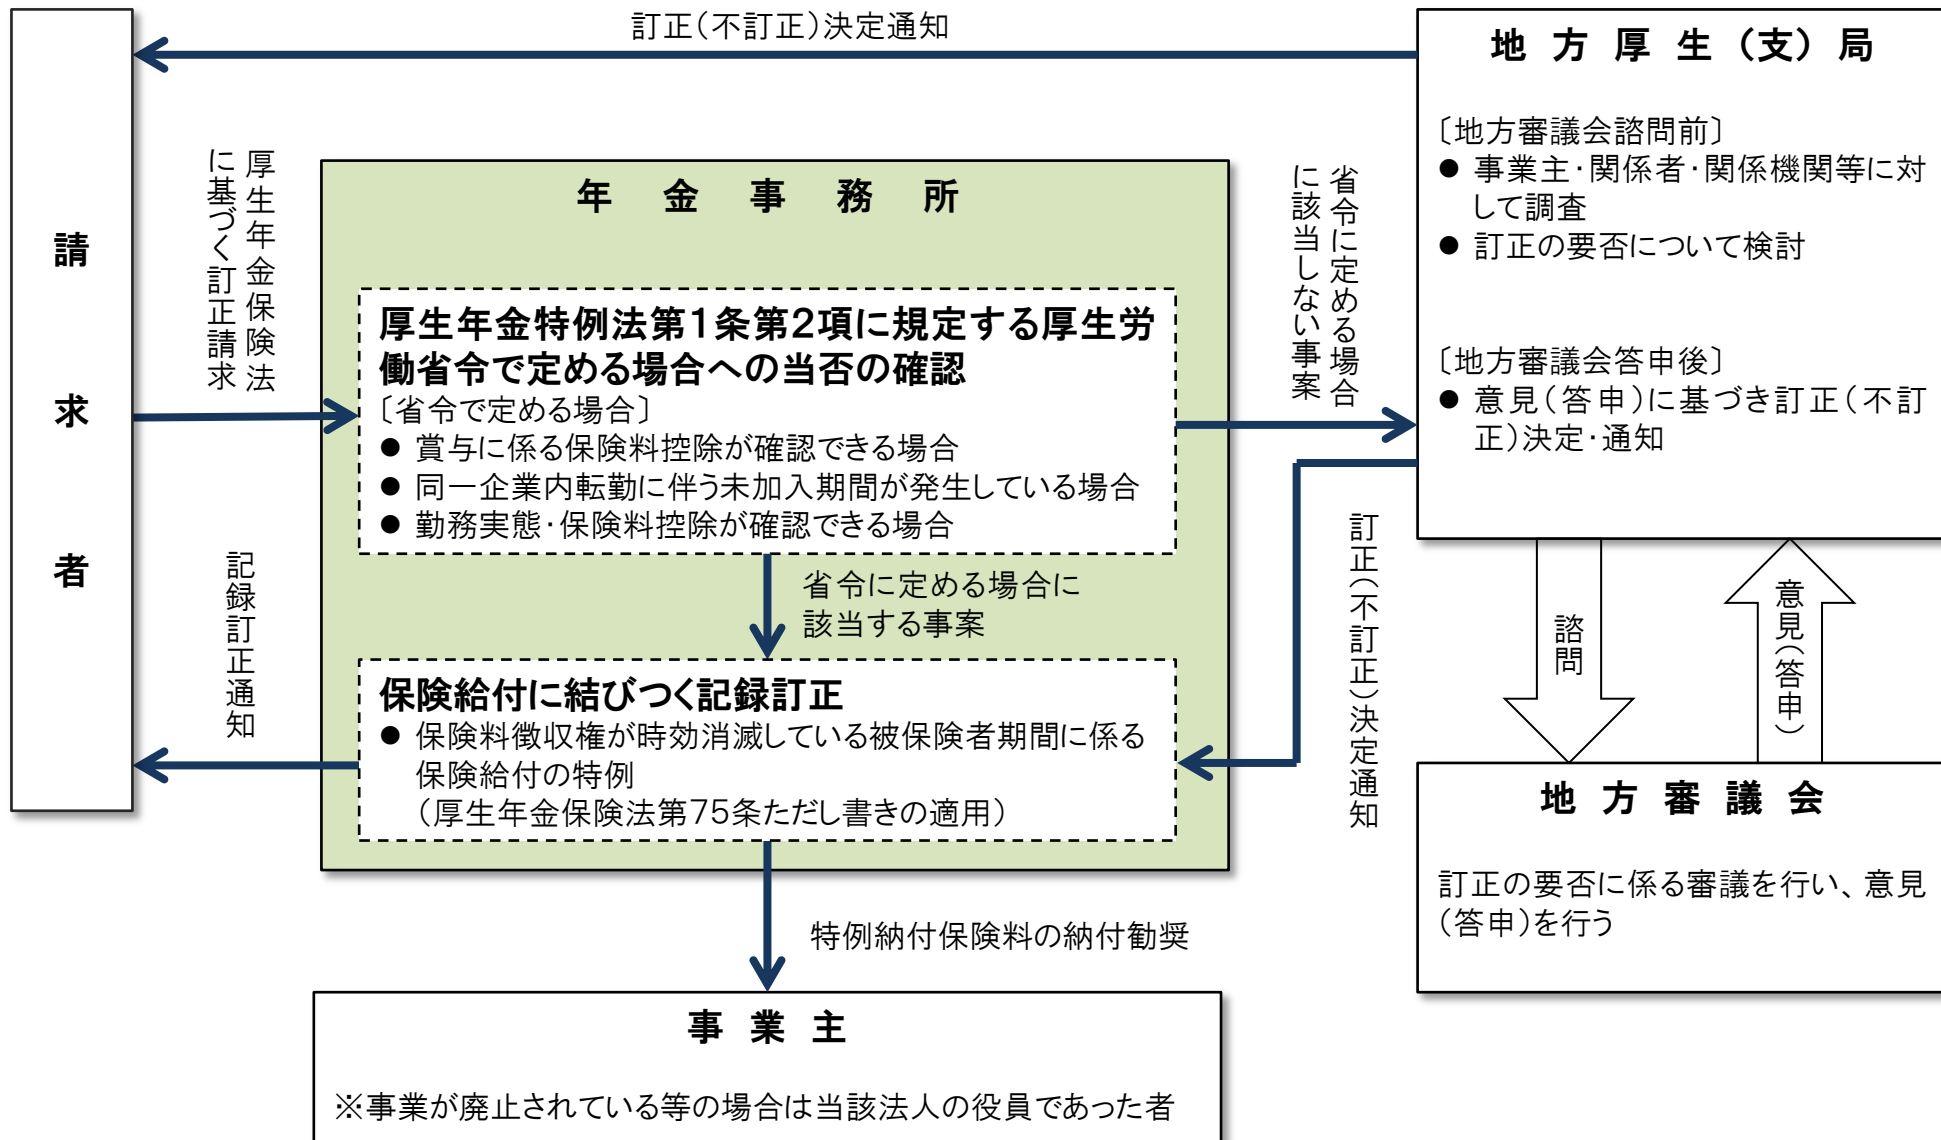 訂正（不訂正）決定通知
請求者
厚生年金保険法
に基づく訂正請求
記録訂正通知
年金事務所
厚生年金特例法第1条第2項に規定する厚生労
働省令で定める場合への当否の確認
〔省令で定める場合〕
● 賞与に係る保険料控除が確認できる場合
● 同一企業内転勤に伴う未加入期間が発生している場合
● 勤務実態・保険料控除が確認できる場合
省令に定める場合に
該当する事案
保険給付に結びつく記録訂正
● 保険料徴収権が時効消滅している被保険者期間に係る
保険給付の特例
（厚生年金保険法第75条ただし書きの適用）
特例納付保険料の納付勧奨
事業主
※事業が廃止されている等の場合は当該法人の役員であった者
省令に定める場合
に該当しない事案
訂正（不訂正）決定通知
地方厚生（支）局
〔地方審議会諮問前〕
● 事業主・関係者・関係機関等に対
して調査
● 訂正の要否について検討
〔地方審議会答申後〕
● 意見（答申）に基づき訂正（不訂
正）決定・通知
諮問
意見（答申）
地方審議会
訂正の要否に係る審議を行い、意見
（答申）を行う